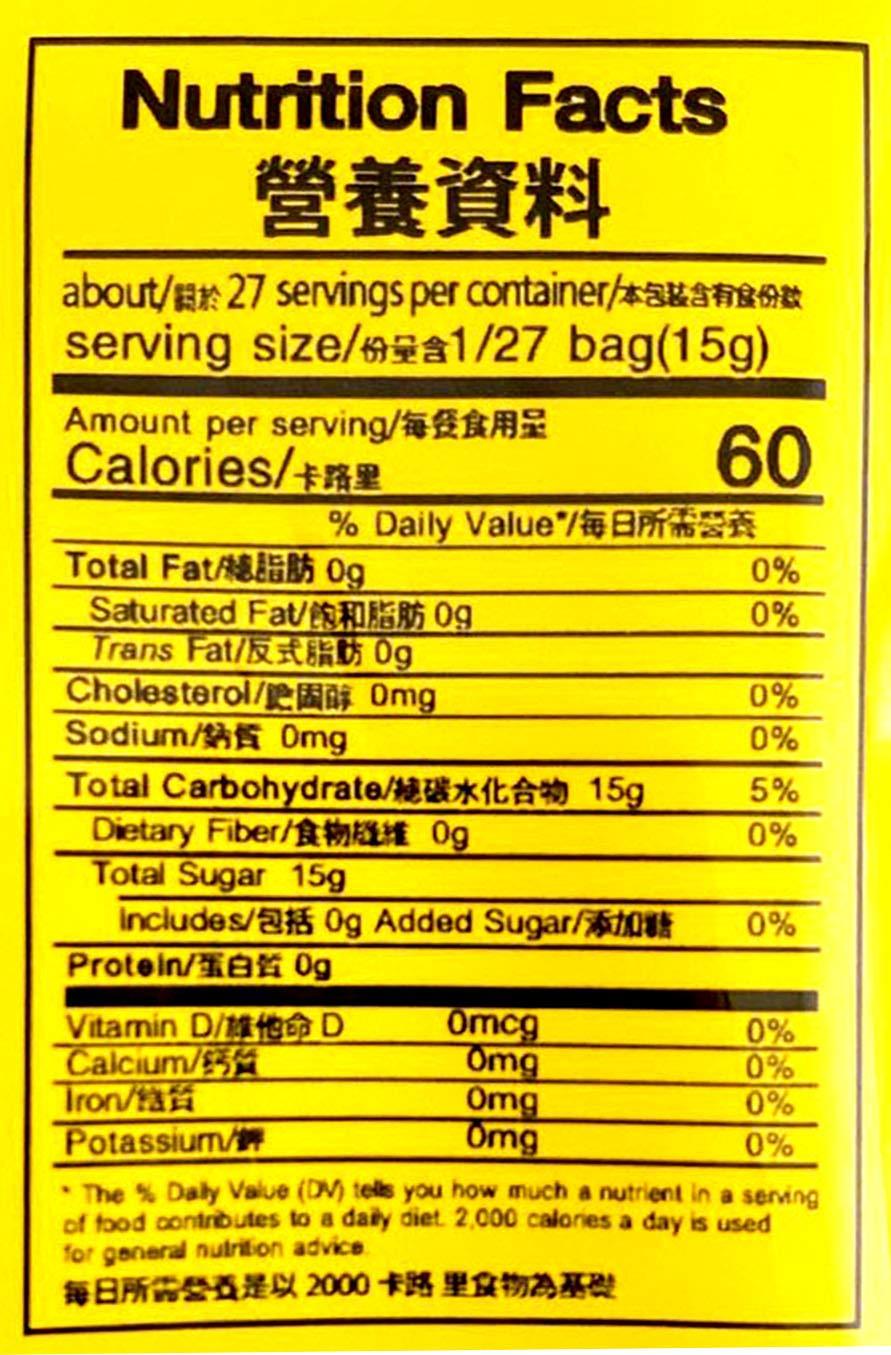 Nutrition Facts
營養資料
about/關於 27 servings per container/本包裝含有食份數
serving size/份量含1/27 bag(15g)
Amount per serving/每餐食用量
Calories/卡路里 60
% Daily Value*/每日所需營養
Total Fat/總脂肪 0g 0%
Saturated Fat/飽和脂肪 0g 0%
Trans Fat/反式脂肪 0g
Cholesterol/膽固醇 0mg 0%
Sodium/鈉質 0mg 0%
Total Carbohydrate/總碳水化合物 15g 5%
Dietary Fiber/食物纖維 0g 0%
Total Sugar 15g
includes/包括 0g Added Sugar/添加糖 0%
Protein/蛋白質 0g
Vitamin D/維他命 D 0mcg 0%
Calcium/鈣質 0mg 0%
Iron/鐵質 0mg 0%
Potassium/鉀 0mg 0%
* The % Daily Value (DV) tells you how much a nutrient in a serving
of food contributes to a daily diet. 2,000 calories a day is used
for general nutrition advice.
每日所需營養是以 2000 卡路里食物為基礎